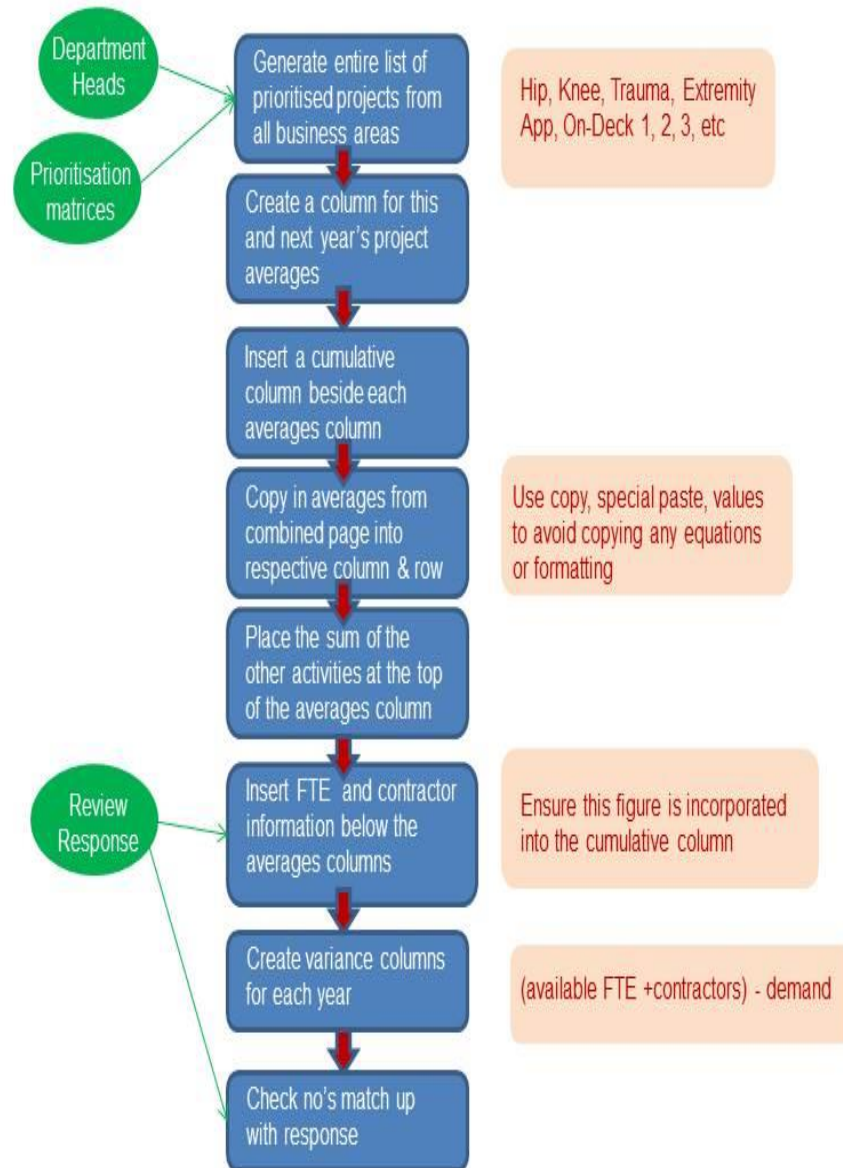 Department
Heads
Prioritisation
matrices
Generate entire list of
prioritised projects from
all business areas
Hip, Knee, Trauma, Extremity
App, On-Deck 1, 2, 3, etc
Create a column for this
and next year's project
averages
Insert a cumulative
column beside each
averages column
Copy in averages from
combined page into
respective column & row
Use copy, special paste, values
to avoid copying any equations
or formatting
Place the sum of the
other activities at the top
of the averages column
Review
Response
Insert FTE and contractor
information below the
averages columns
Ensure this figure is incorporated
into the cumulative column
Create variance columns
for each year
(available FTE +contractors) - demand
Check no's match up
with response